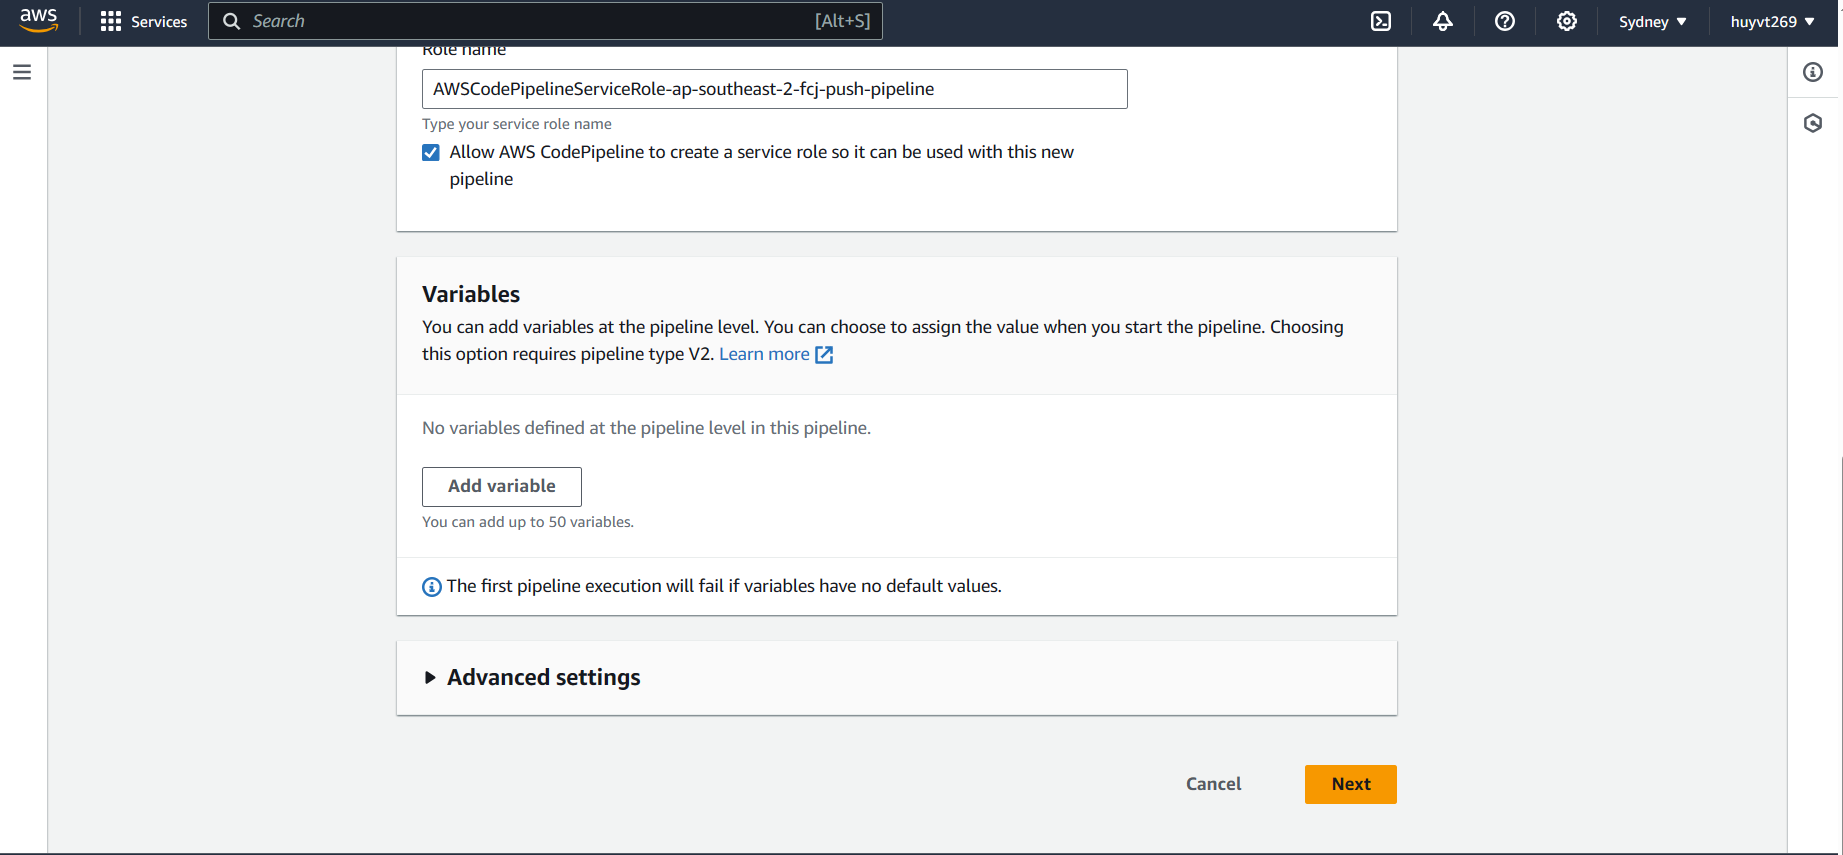 aws
Services
Search
[Alt+S]
Sydney
huyvt269
Role name
AWSCodePipelineServiceRole-ap-southeast-2-fcj-push-pipeline
Type your service role name
Allow AWS CodePipeline to create a service role so it can be used with this new
pipeline
Variables
You can add variables at the pipeline level. You can choose to assign the value when you start the pipeline. Choosing
this option requires pipeline type V2. Learn more
No variables defined at the pipeline level in this pipeline.
Add variable
You can add up to 50 variables.
The first pipeline execution will fail if variables have no default values.
Advanced settings
Cancel
Next